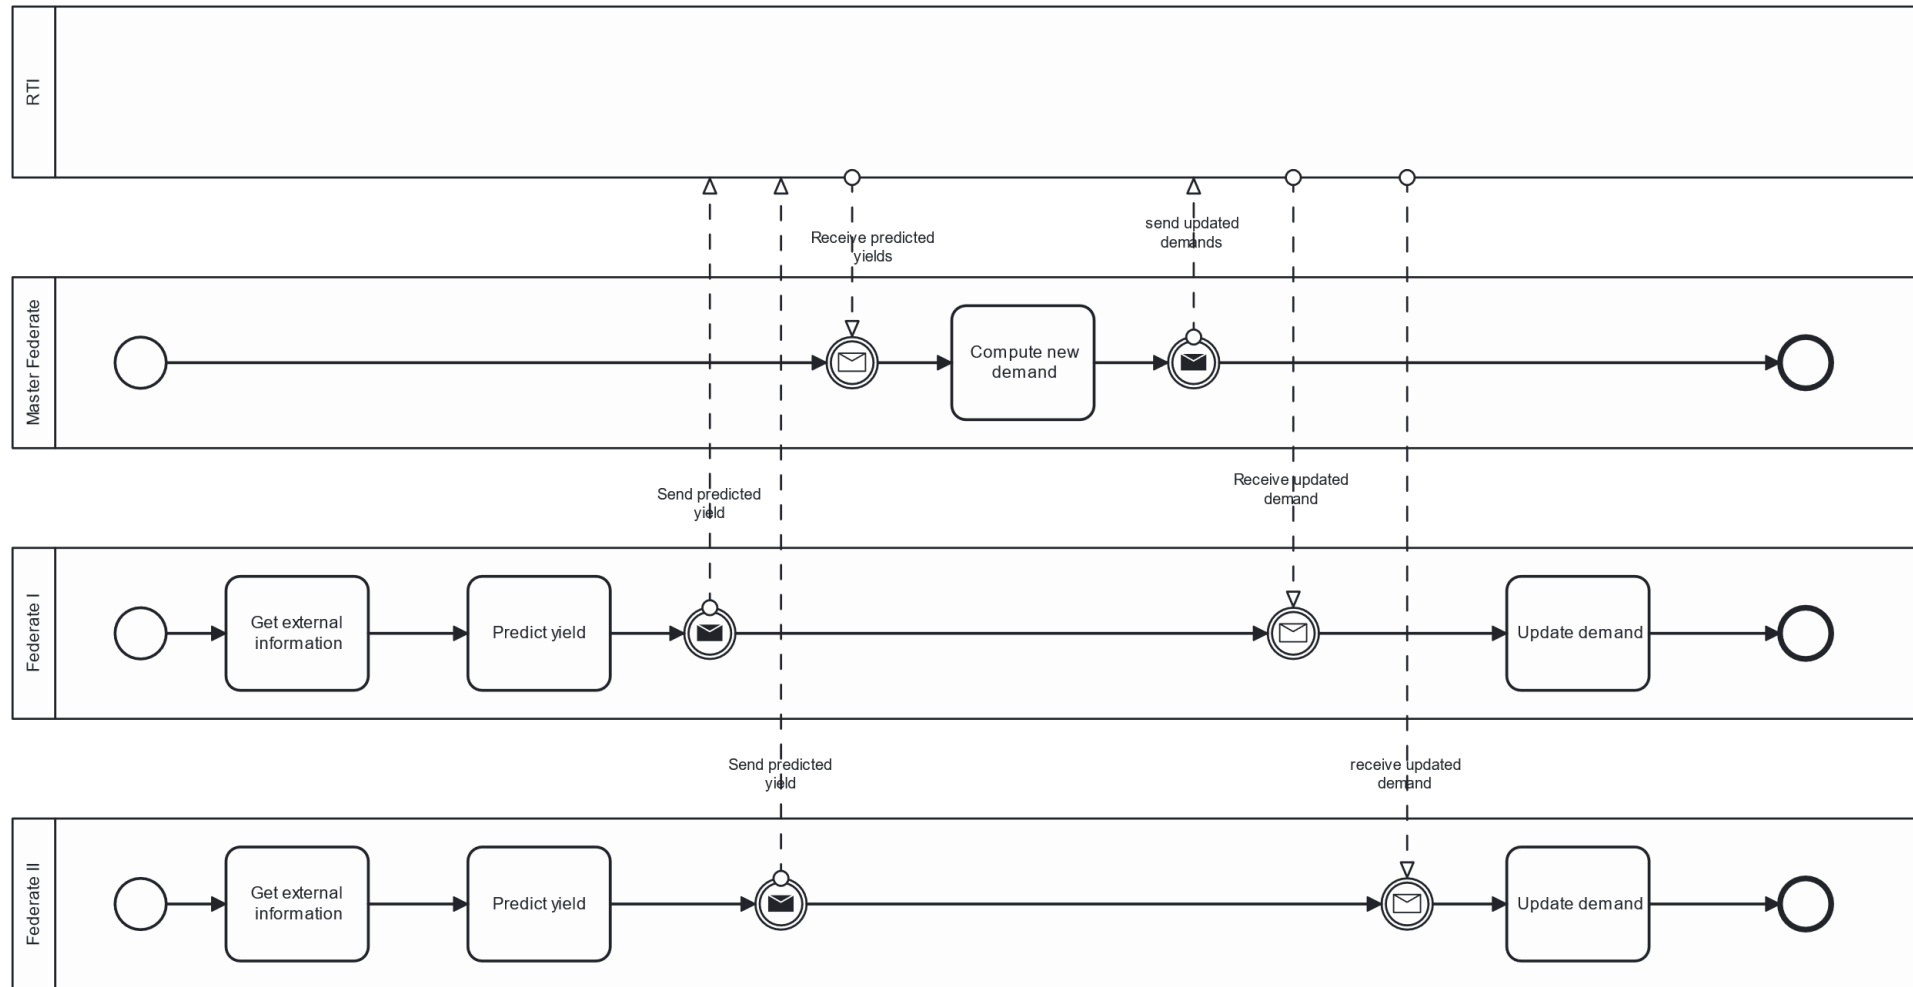 RTI
Receive predicted
yields
send updated
demands
Master Federate
Compute new
demand
Send predicted
yield
Receive updated
demand
Federate I
Get external
information
Predict yield
Update demand
Send predicted
yield
receive updated
demand
Federate II
Get external
information
Predict yield
Update demand